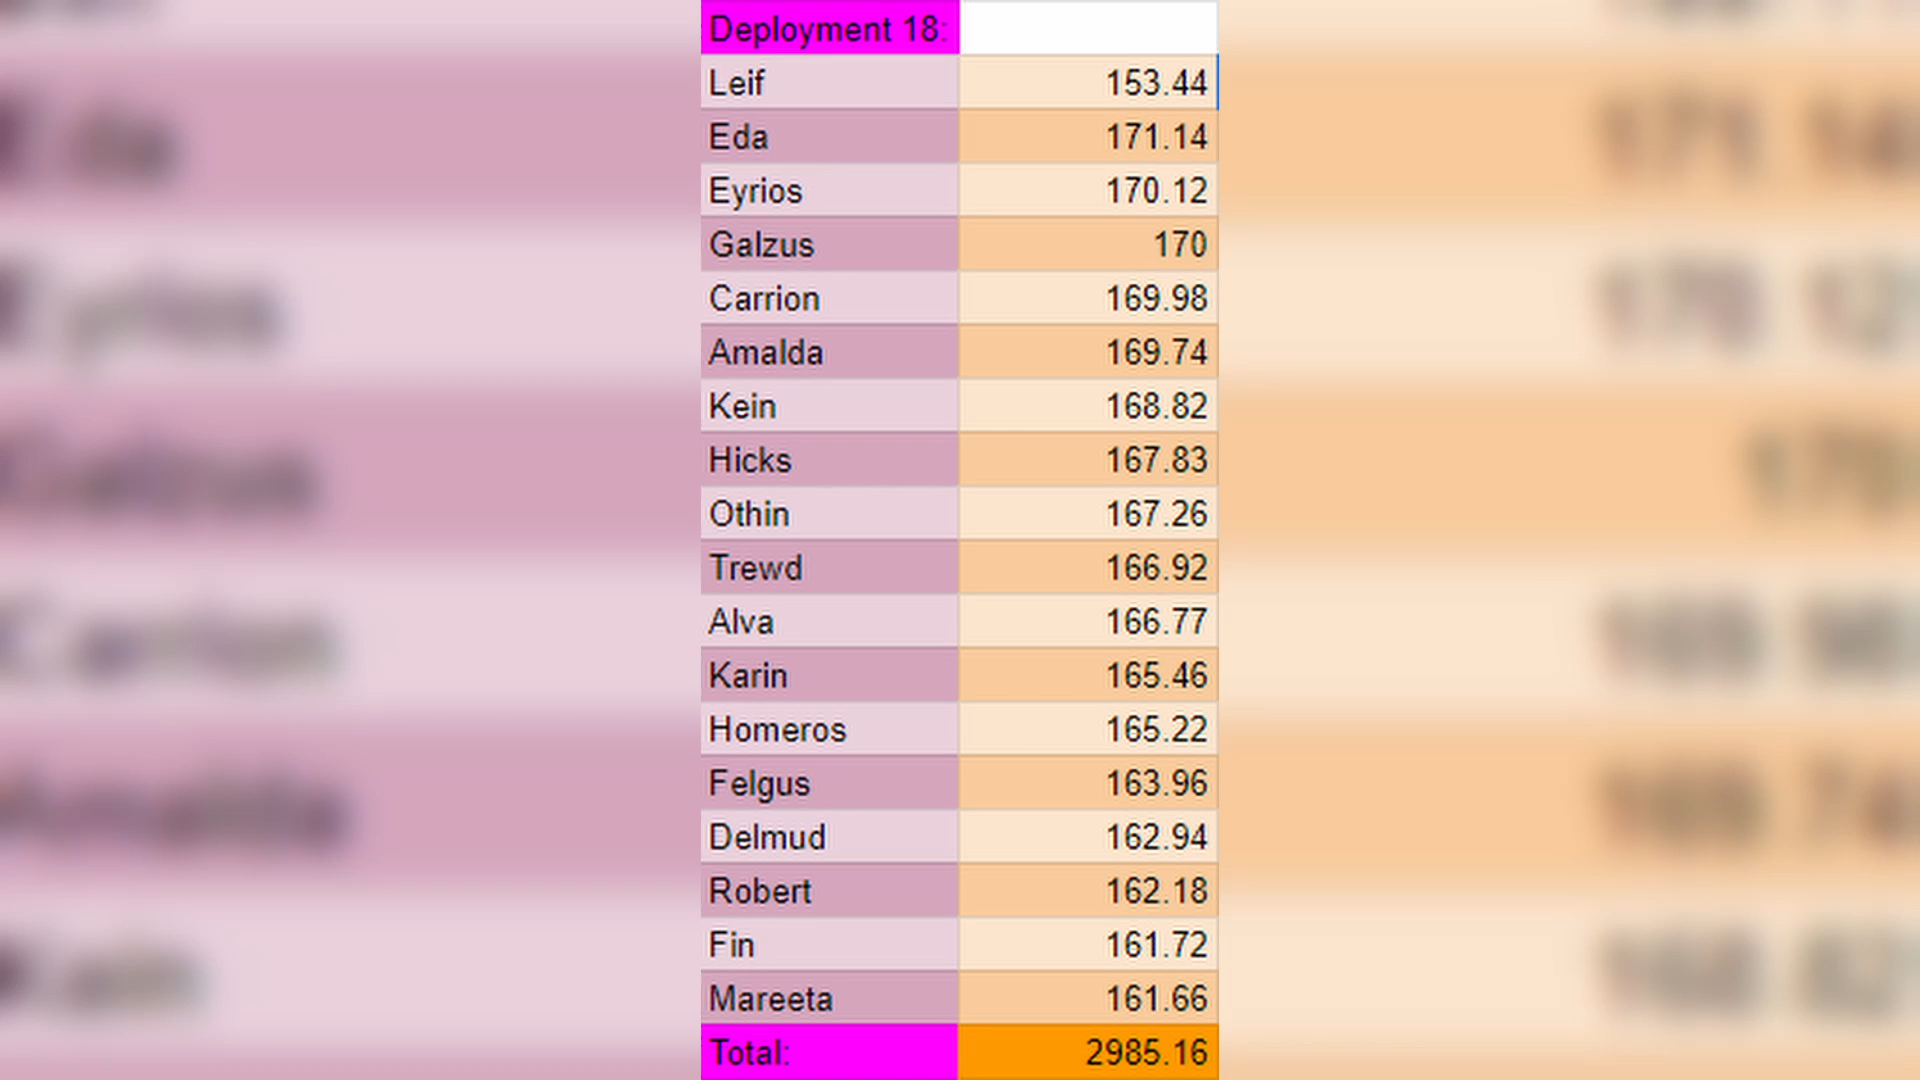 Deployment 18:
Leif 153.44
Eda 171.14
Eyrios 170.12
Galzus 170
Carrion 169.98
Amalda 169.74
Kein 168.82
Hicks 167.83
Othin 167.26
Trewd 166.92
Alva 166.77
Karin 165.46
Homeros 165.22
Felgus 163.96
Delmud 162.94
Robert 162.18
Fin 161.72
Mareeta 161.66
Total: 2985.16